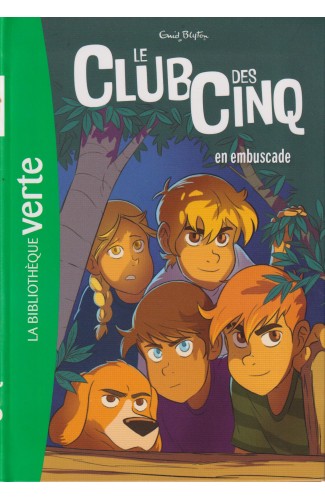 Enid Blyton
LE
CLUB
DES
CINQ
en embuscade
LA BIBLIOTHÈQUE verte